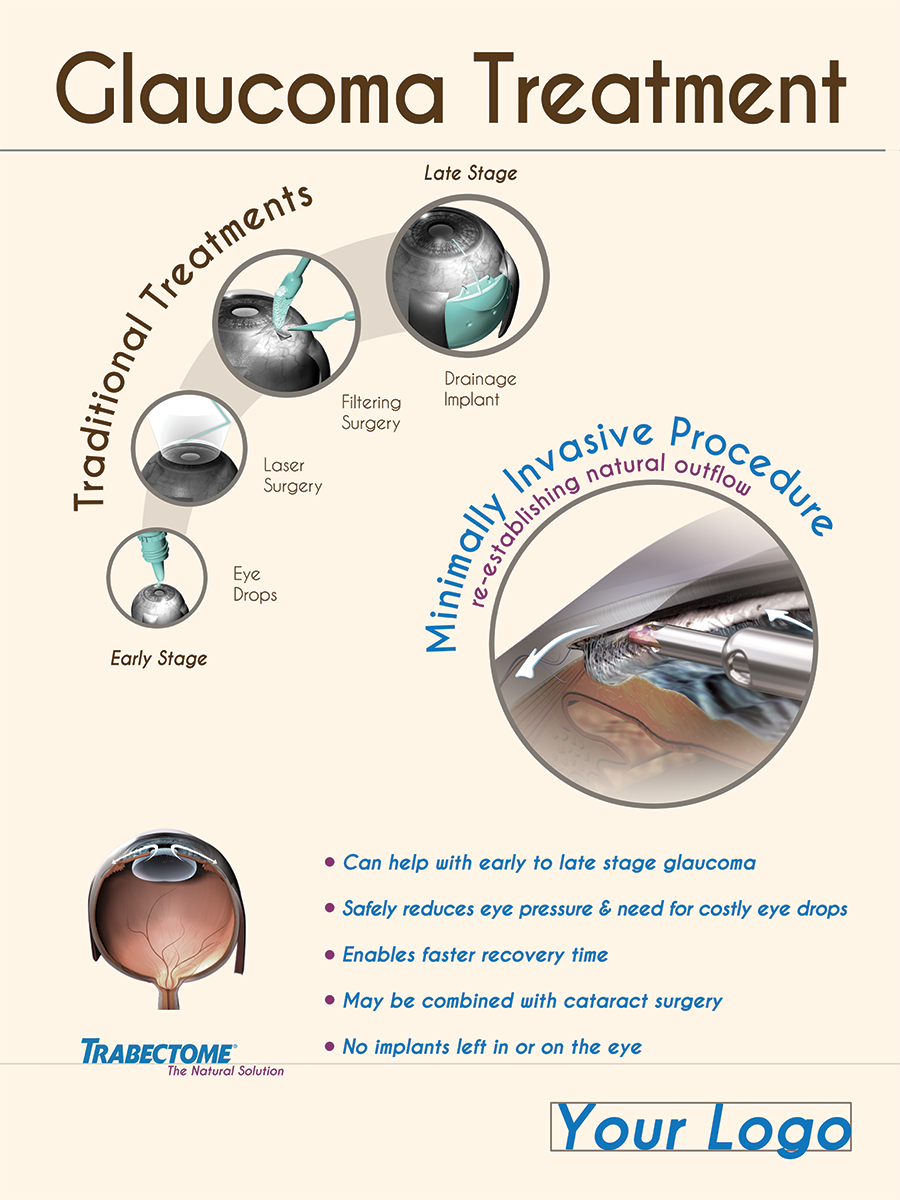 Glaucoma Treatment
Late Stage
Traditional Treatments
Drainage
Implant
Filtering
Surgery
Laser
Surgery
Eye
Drops
Early Stage
Minimally Invasive Procedure
re-establishing natural outflow
• Can help with early to late stage glaucoma
• Safely reduces eye pressure & need for costly eye drops
• Enables faster recovery time
• May be combined with cataract surgery
• No implants left in or on the eye
TRABECTOME®
The Natural Solution
Your Logo